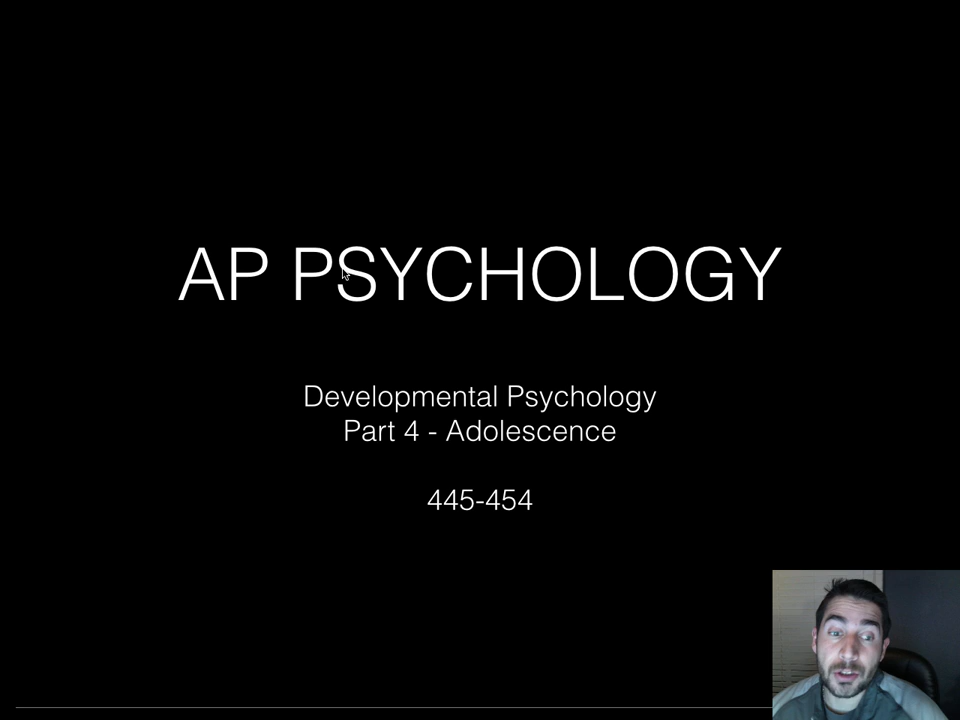 AP PSYCHOLOGY
Developmental Psychology
Part 4 - Adolescence
445-454